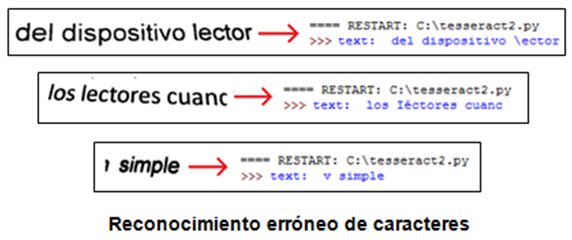 del dispositivo lector
==== RESTART: C:\tesseract2.py
>>> text: del dispositivo \ector
los lectores cuanc
==== RESTART: C:\tesseract2.py
>>> text: los Iéctores cuanc
simple
==== RESTART: C:\tesseract2.py
>>> text: v simple
Reconocimiento erróneo de caracteres